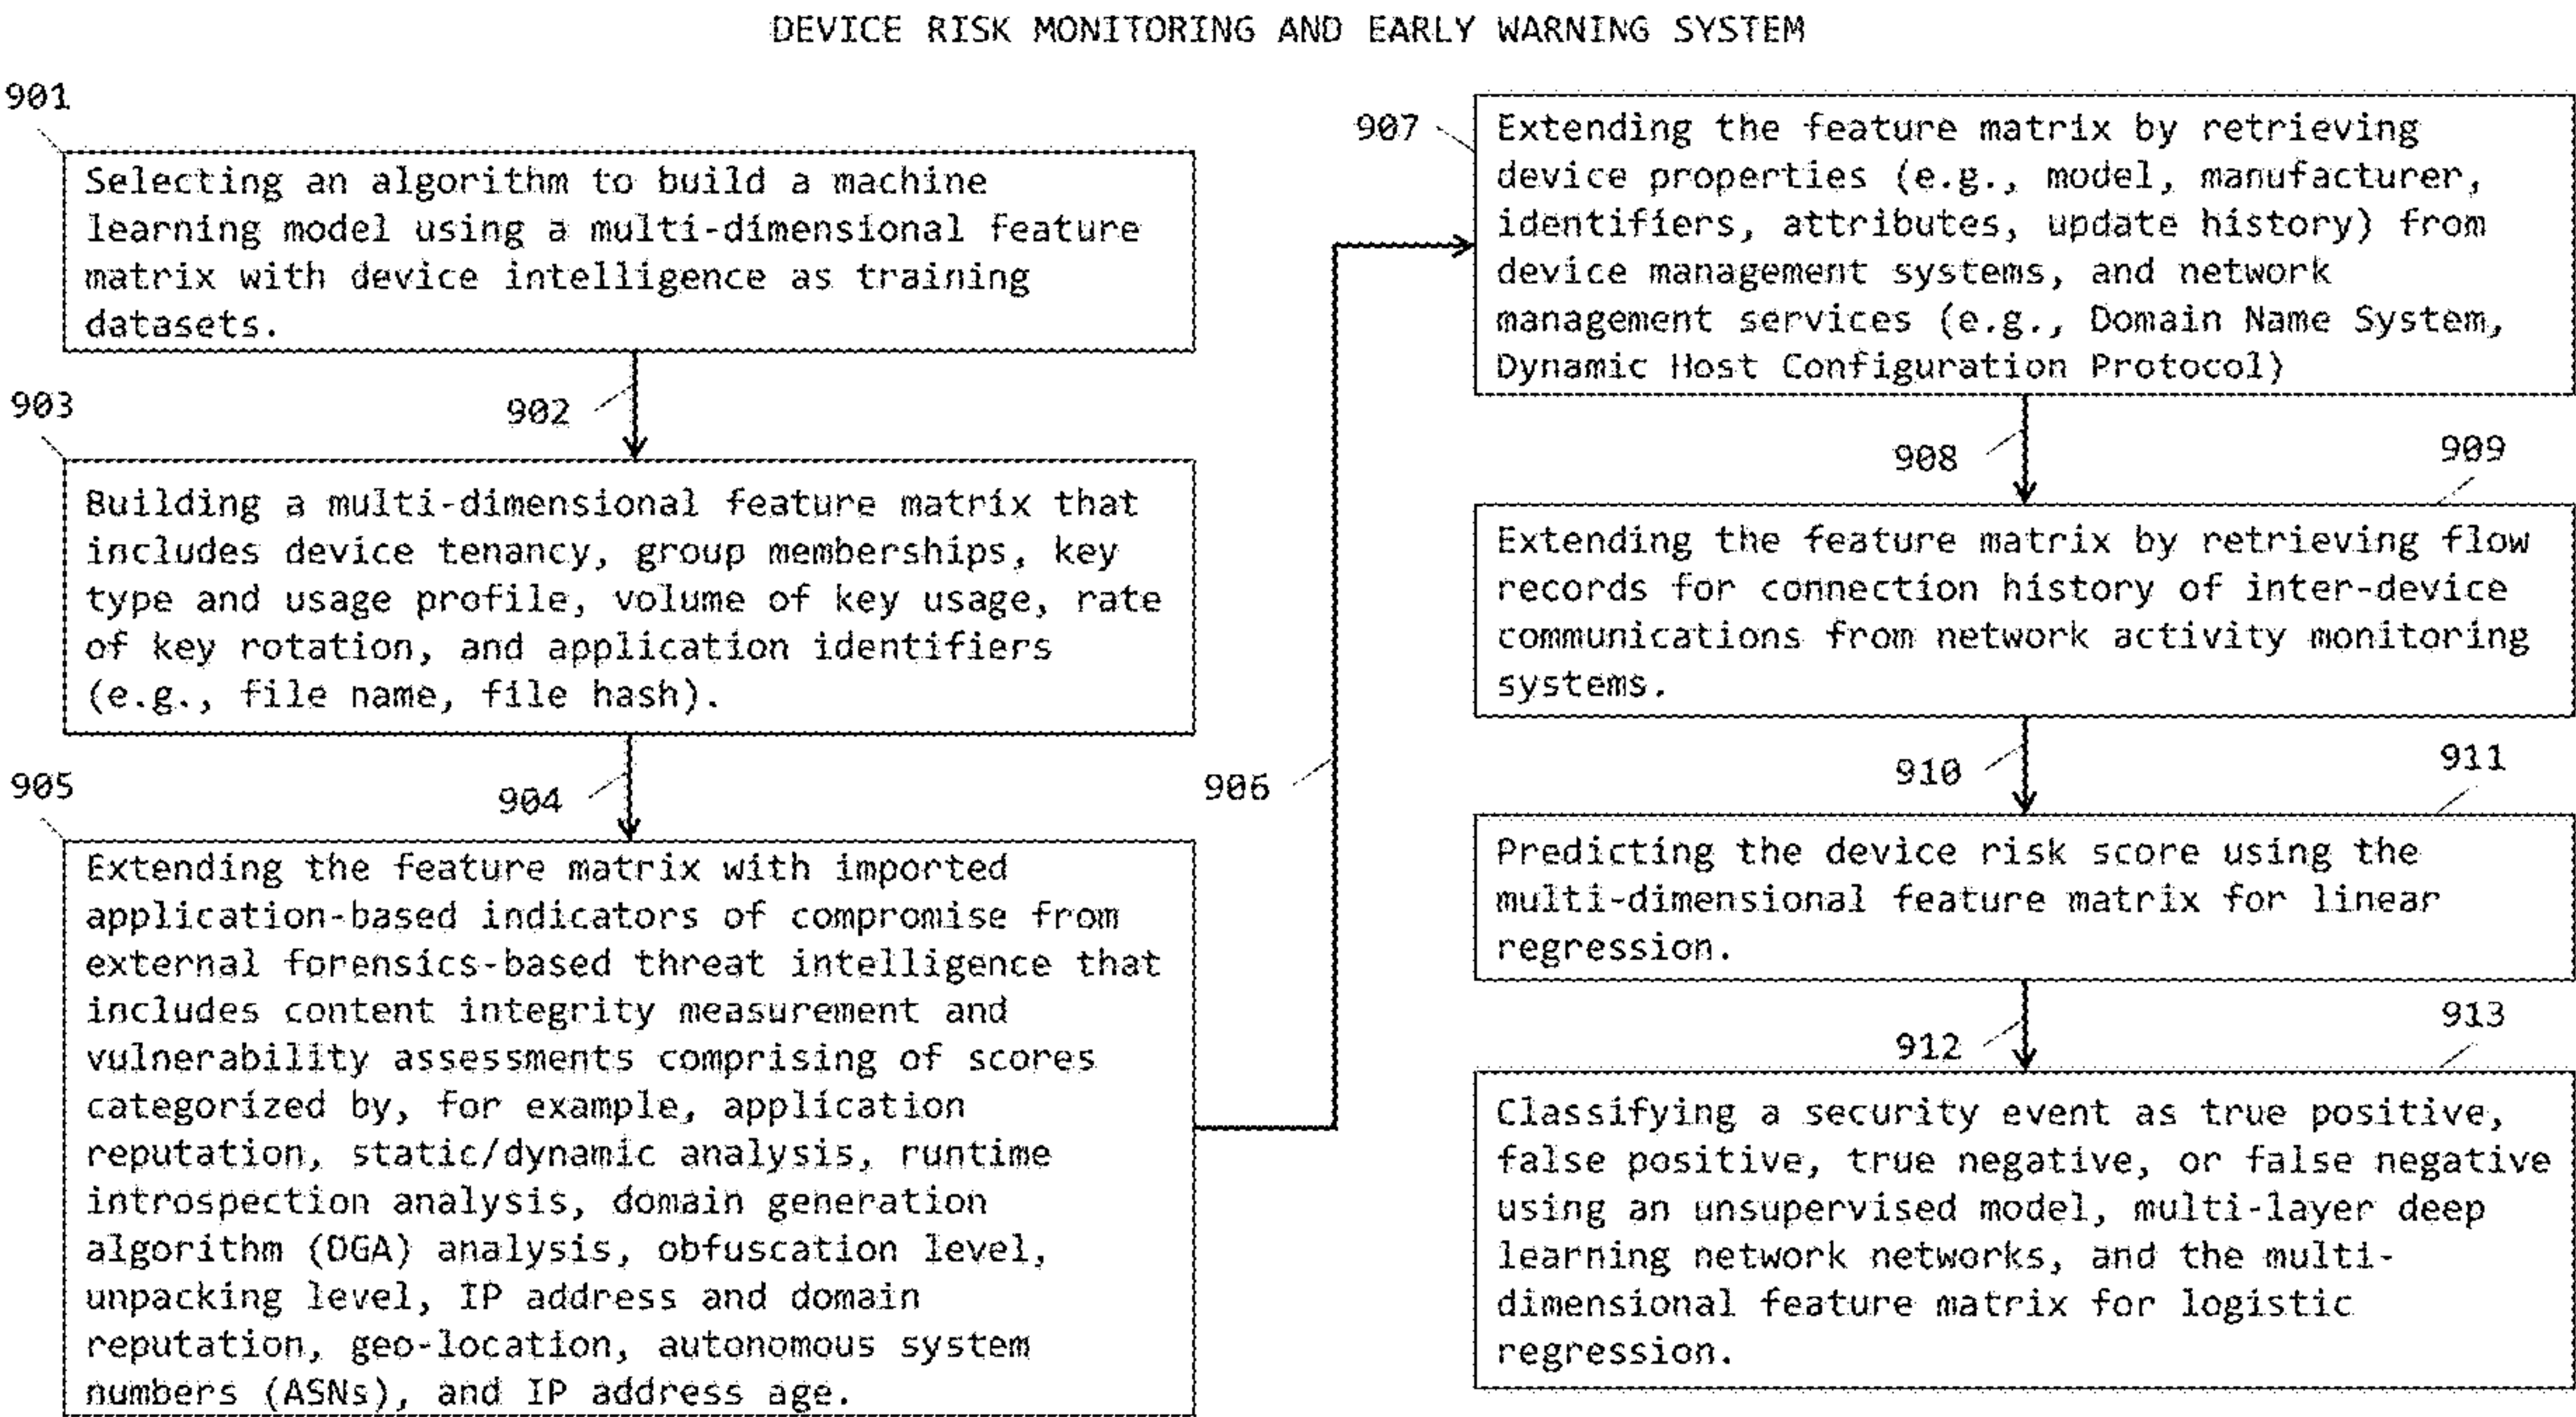 DEVICE RISK MONITORING AND EARLY WARNING SYSTEM
901
Selecting an algorithm to build a machine
learning model using a multi-dimensional feature
matrix with device intelligence as training
datasets.
902
903
Building a multi-dimensional feature matrix that
includes device tenancy, group memberships, key
type and usage profile, volume of key usage, rate
of key rotation, and application identifiers
(e.g., file name, file hash).
904
905
Extending the feature matrix with imported
application-based indicators of compromise from
external forensics-based threat intelligence that
includes content integrity measurement and
vulnerability assessments comprising of scores
categorized by, for example, application
reputation, static/dynamic analysis, runtime
introspection analysis, domain generation
algorithm (DGA) analysis, obfuscation level,
unpacking level, IP address and domain
reputation, geo-location, autonomous system
numbers (ASNs), and IP address age.
906
907
Extending the feature matrix by retrieving
device properties (e.g., model, manufacturer,
identifiers, attributes, update history) from
device management systems, and network
management services (e.g., Domain Name System,
Dynamic Host Configuration Protocol)
908
909
Extending the feature matrix by retrieving flow
records for connection history of inter-device
communications from network activity monitoring
systems.
910
911
Predicting the device risk score using the
multi-dimensional feature matrix for linear
regression.
912
913
Classifying a security event as true positive,
false positive, true negative, or false negative
using an unsupervised model, multi-layer deep
learning network networks, and the multi-
dimensional feature matrix for logistic
regression.